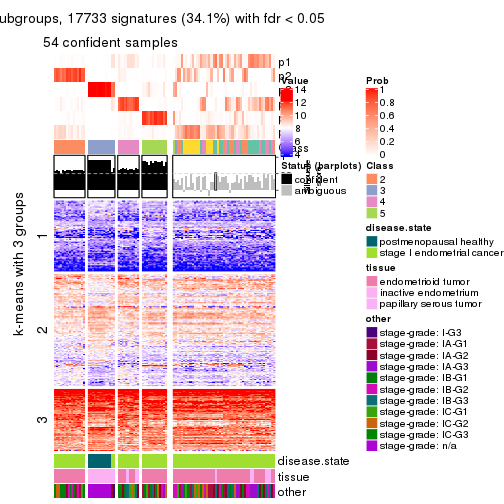 ubgroups, 17733 signatures (34.1%) with fdr < 0.05
54 confident samples
p1
p2
Value
14
12
10
8
6
4
Prob
1
0.8
0.6
0.4
0.2
0
Status (barplots)
confident
ambiguous
Class
2
3
4
5
k-means with 3 groups
1
2
3
disease.state
postmenopausal healthy
stage I endometrial cancer
tissue
endometrioid tumor
inactive endometrium
papillary serous tumor
other
stage-grade: I-G3
stage-grade: IA-G1
stage-grade: IA-G2
stage-grade: IA-G3
stage-grade: IB-G1
stage-grade: IB-G2
stage-grade: IB-G3
stage-grade: IC-G1
stage-grade: IC-G2
stage-grade: IC-G3
stage-grade: n/a
disease.state
tissue
other